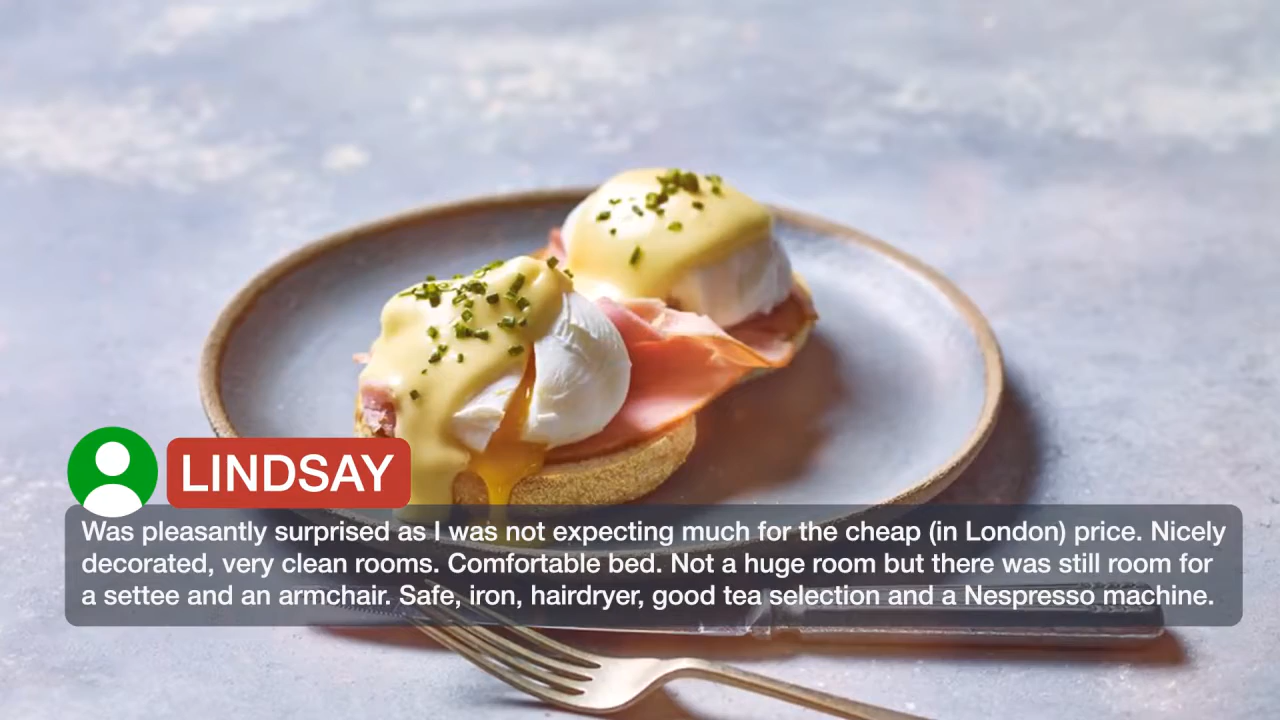 LINDSAY
Was pleasantly surprised as I was not expecting much for the cheap (in London) price. Nicely
decorated, very clean rooms. Comfortable bed. Not a huge room but there was still room for
a settee and an armchair. Safe, iron, hairdryer, good tea selection and a Nespresso machine.